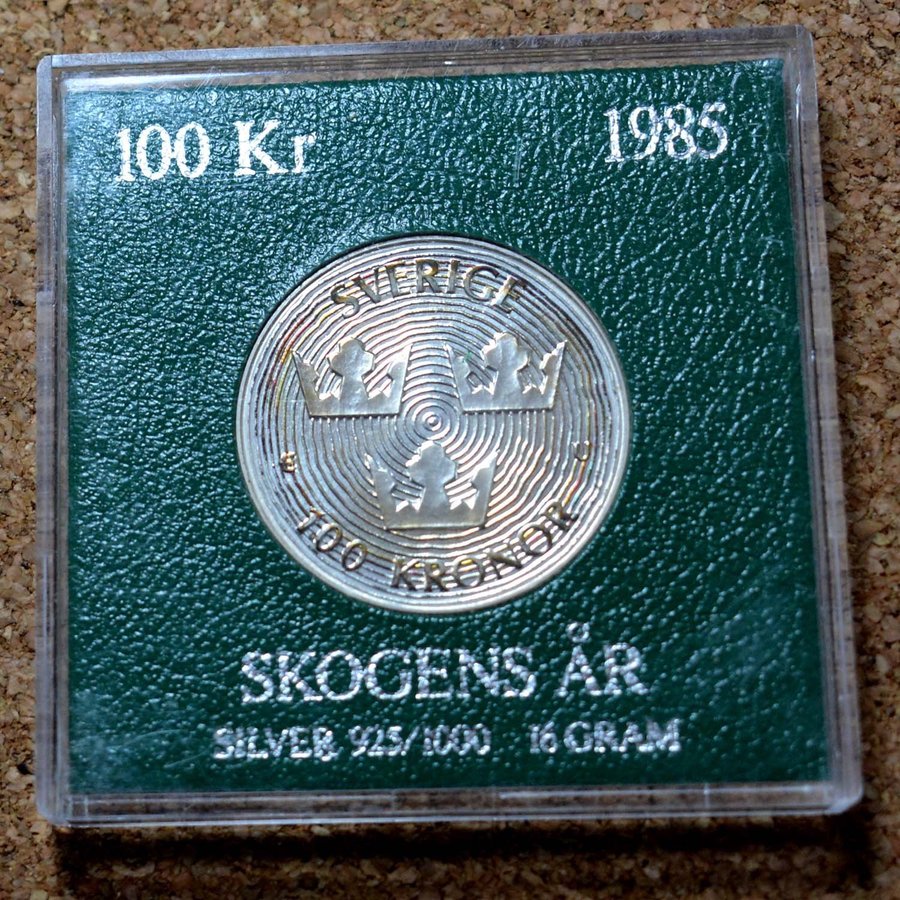 100 Kr 1985
SVERIGE
U
100 KRONOR
SKOGENS ÅR
SILVER 925/1000 16 GRAM